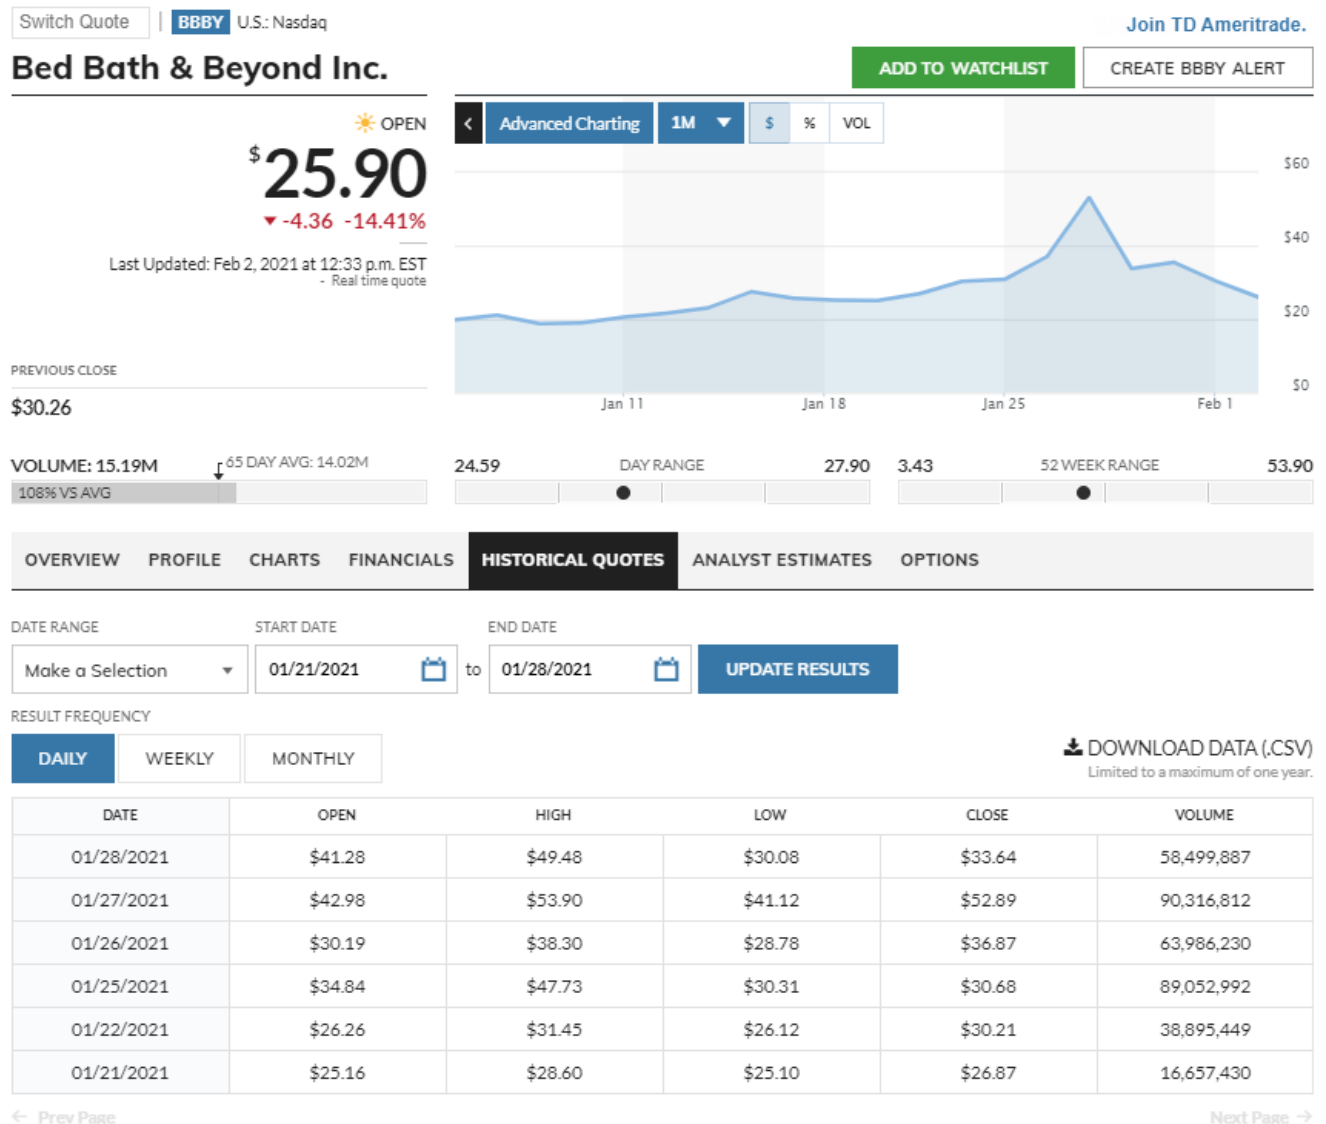 Switch Quote | BBBY U.S.: Nasdaq
Join TD Ameritrade.
Bed Bath & Beyond Inc.
ADD TO WATCHLIST CREATE BBBY ALERT
OPEN
$25.90
-4.36 -14.41%
Last Updated: Feb 2, 2021 at 12:33 p.m. EST
- Real time quote
PREVIOUS CLOSE
$30.26
< Advanced Charting 1M $ % VOL
$60
$40
$20
$0
Jan 11 Jan 18 Jan 25 Feb 1
VOLUME: 15.19M 65 DAY AVG: 14.02M
108% VS AVG
24.59 DAY RANGE 27.90
3.43 52 WEEK RANGE 53.90
OVERVIEW PROFILE CHARTS FINANCIALS HISTORICAL QUOTES ANALYST ESTIMATES OPTIONS
DATE RANGE START DATE END DATE
Make a Selection 01/21/2021 to 01/28/2021 UPDATE RESULTS
RESULT FREQUENCY
DAILY WEEKLY MONTHLY
DOWNLOAD DATA (.CSV)
Limited to a maximum of one year.
DATE OPEN HIGH LOW CLOSE VOLUME
01/28/2021 $41.28 $49.48 $30.08 $33.64 58,499,887
01/27/2021 $42.98 $53.90 $41.12 $52.89 90,316,812
01/26/2021 $30.19 $38.30 $28.78 $36.87 63,986,230
01/25/2021 $34.84 $47.73 $30.31 $30.68 89,052,992
01/22/2021 $26.26 $31.45 $26.12 $30.21 38,895,449
01/21/2021 $25.16 $28.60 $25.10 $26.87 16,657,430
← Prev Page Next Page →